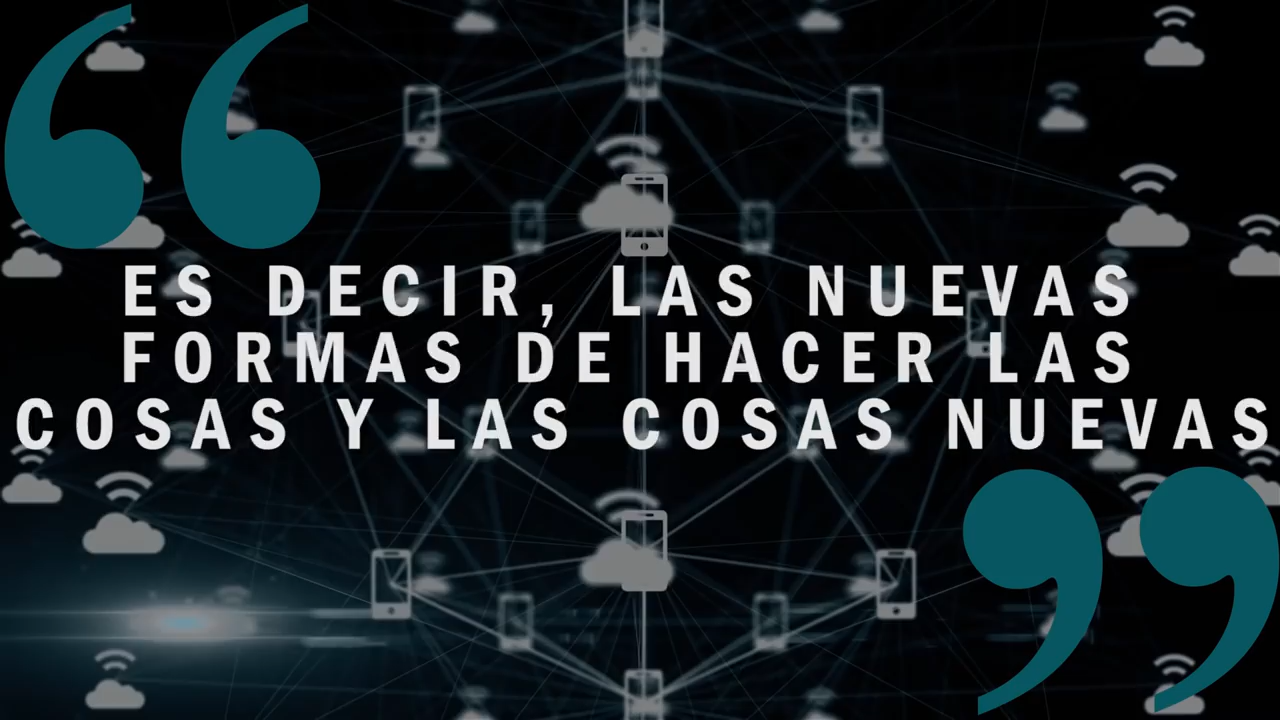 “ES DECIR, LAS NUEVAS
FORMAS DE HACER LAS
COSAS Y LAS COSAS NUEVAS”